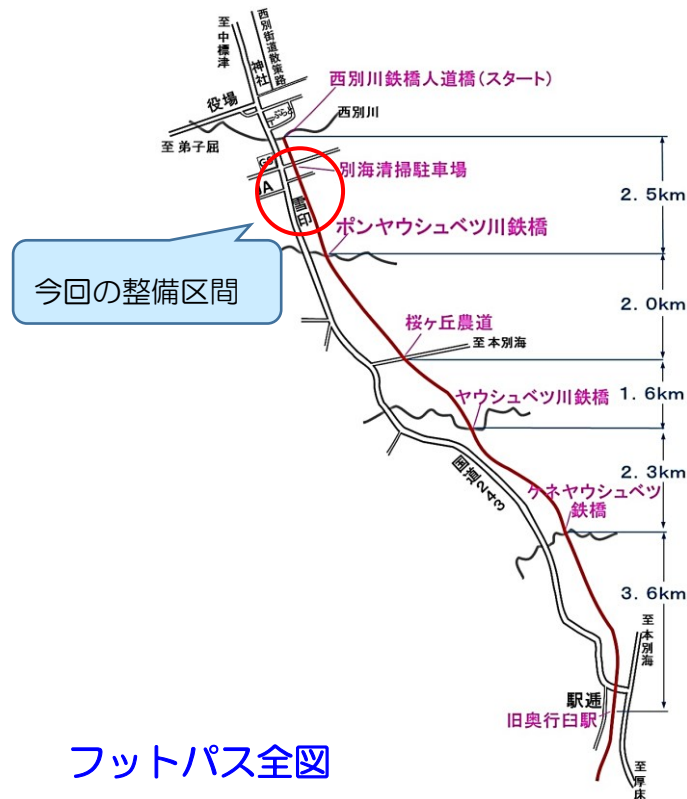 至中標津
西別街道散策路
神社
役場
ぷらと
西別川鉄橋人道橋(スタート)
西別川
至 弟子屈
GS
別海清掃駐車場
JA
雪印
2.5km
ポンヤウシュベツ川鉄橋
今回の整備区間
2.0km
桜ヶ丘農道
至 本別海
1.6km
ヤウシュベツ川鉄橋
国道243
2.3km
ケネヤウシュベツ
鉄橋
3.6km
至本別海
駅逓
旧奥行臼駅
フットパス全図
至厚床